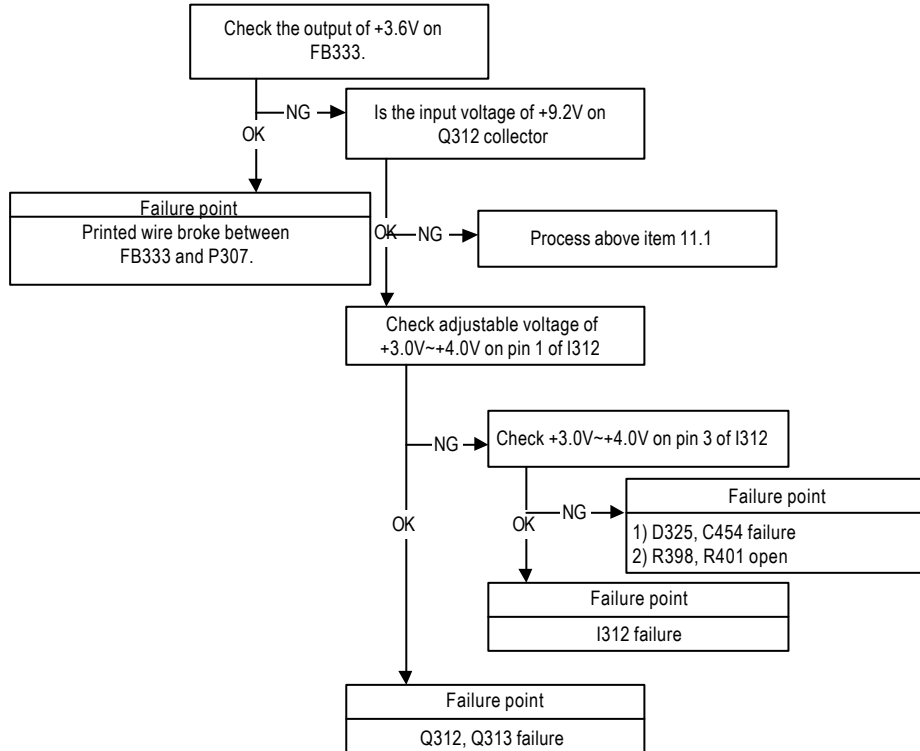 Check the output of +3.6V on
FB333.
NG
OK
Is the input voltage of +9.2V on
Q312 collector
Failure point
Printed wire broke between
FB333 and P307.
OK
NG
Process above item 11.1
Check adjustable voltage of
+3.0V~+4.0V on pin 1 of I312
NG
Check +3.0V~+4.0V on pin 3 of I312
OK
OK
NG
Failure point
1) D325, C454 failure
2) R398, R401 open
Failure point
I312 failure
Failure point
Q312, Q313 failure